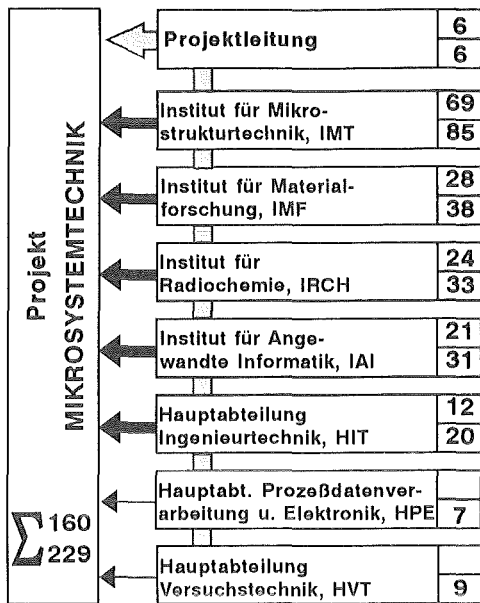 Projekt
MIKROSYSTEMTECHNIK
Σ 160
229
Projektleitung
6
6
Institut für Mikro-
strukturtechnik, IMT
69
85
Institut für Material-
forschung, IMF
28
38
Institut für
Radiochemie, IRCH
24
33
Institut für Ange-
wandte Informatik, IAI
21
31
Hauptabteilung
Ingenieurtechnik, HIT
12
20
Hauptabt. Prozeßdatenver-
arbeitung u. Elektronik, HPE
7
Hauptabteilung
Versuchstechnik, HVT
9